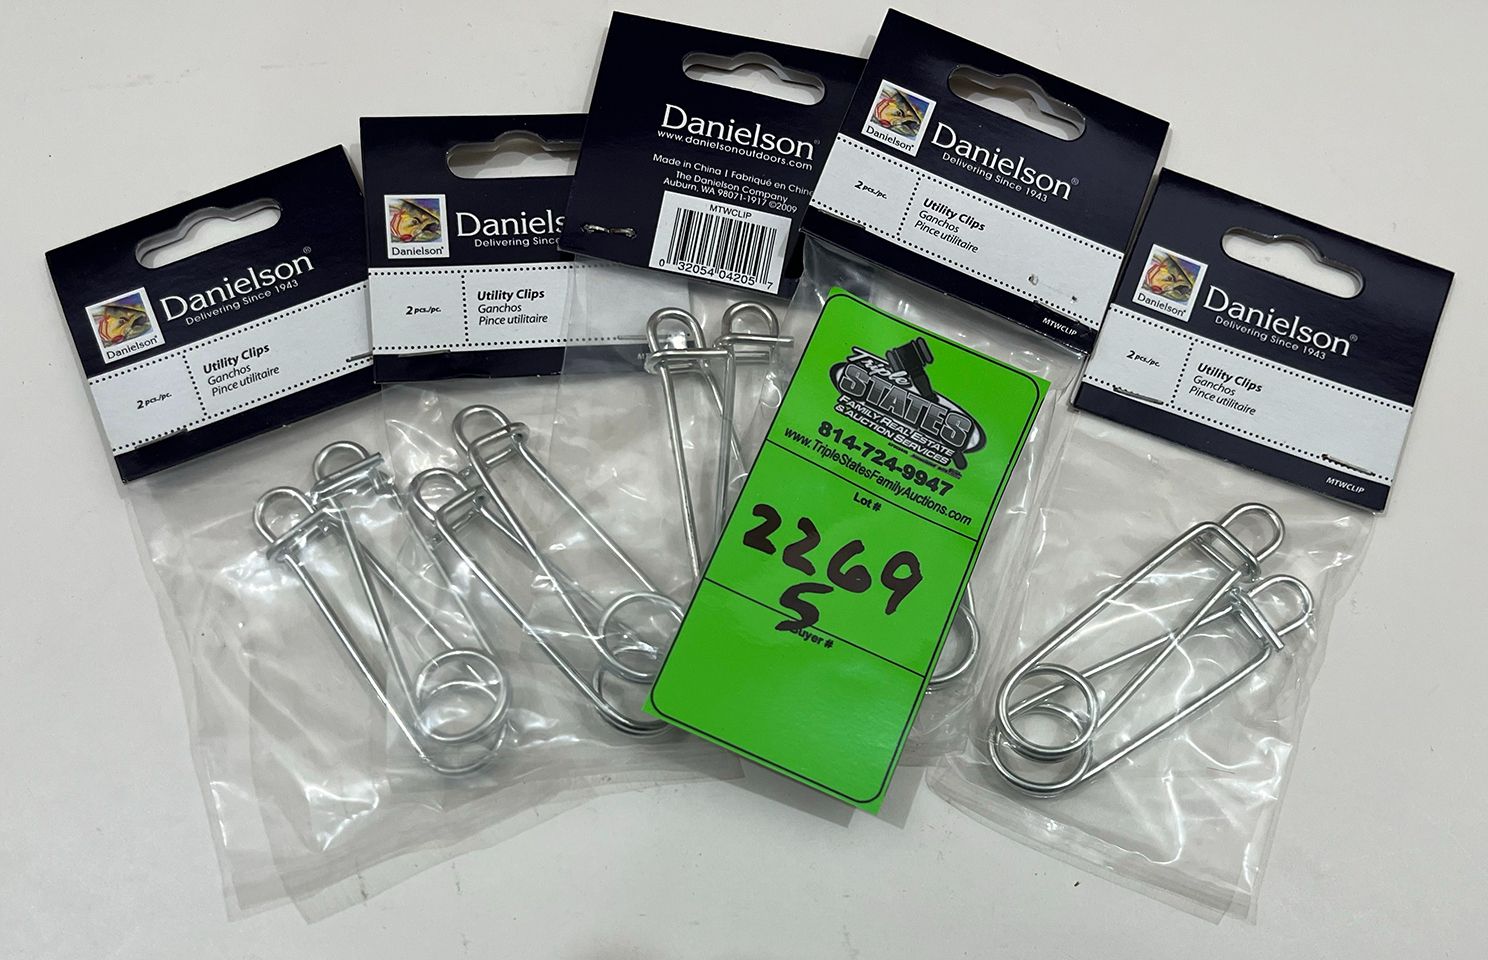 Danielson®
Delivering Since 1943
Danielson®
2 pcs./pc.
Utility Clips
Ganchos
Pince utilitaire
Daniels
Delivering Since
Danielson®
2 pcs./pc.
Utility Clips
Ganchos
Pince utilitaire
Danielson®
www.danielsonoutdoors.com
Made in China | Fabriqué en Chine
The Danielson Company
Auburn, WA 98071-1917 ©2009
MTWCLIP
0 32054 04205 7
Danielson®
Delivering Since 1943
Danielson®
2 pcs./pc.
Utility Clips
Ganchos
Pince utilitaire
MTWCLIP
Danielson®
Delivering Since 1943
Danielson®
2 pcs./pc.
Utility Clips
Ganchos
Pince utilitaire
MTWCLIP
Triple
STATES
FAMILY REAL ESTATE
& AUCTION SERVICES
814-724-9947
www.TripleStatesFamilyAuctions.com
Lot #
2269
S
Buyer #